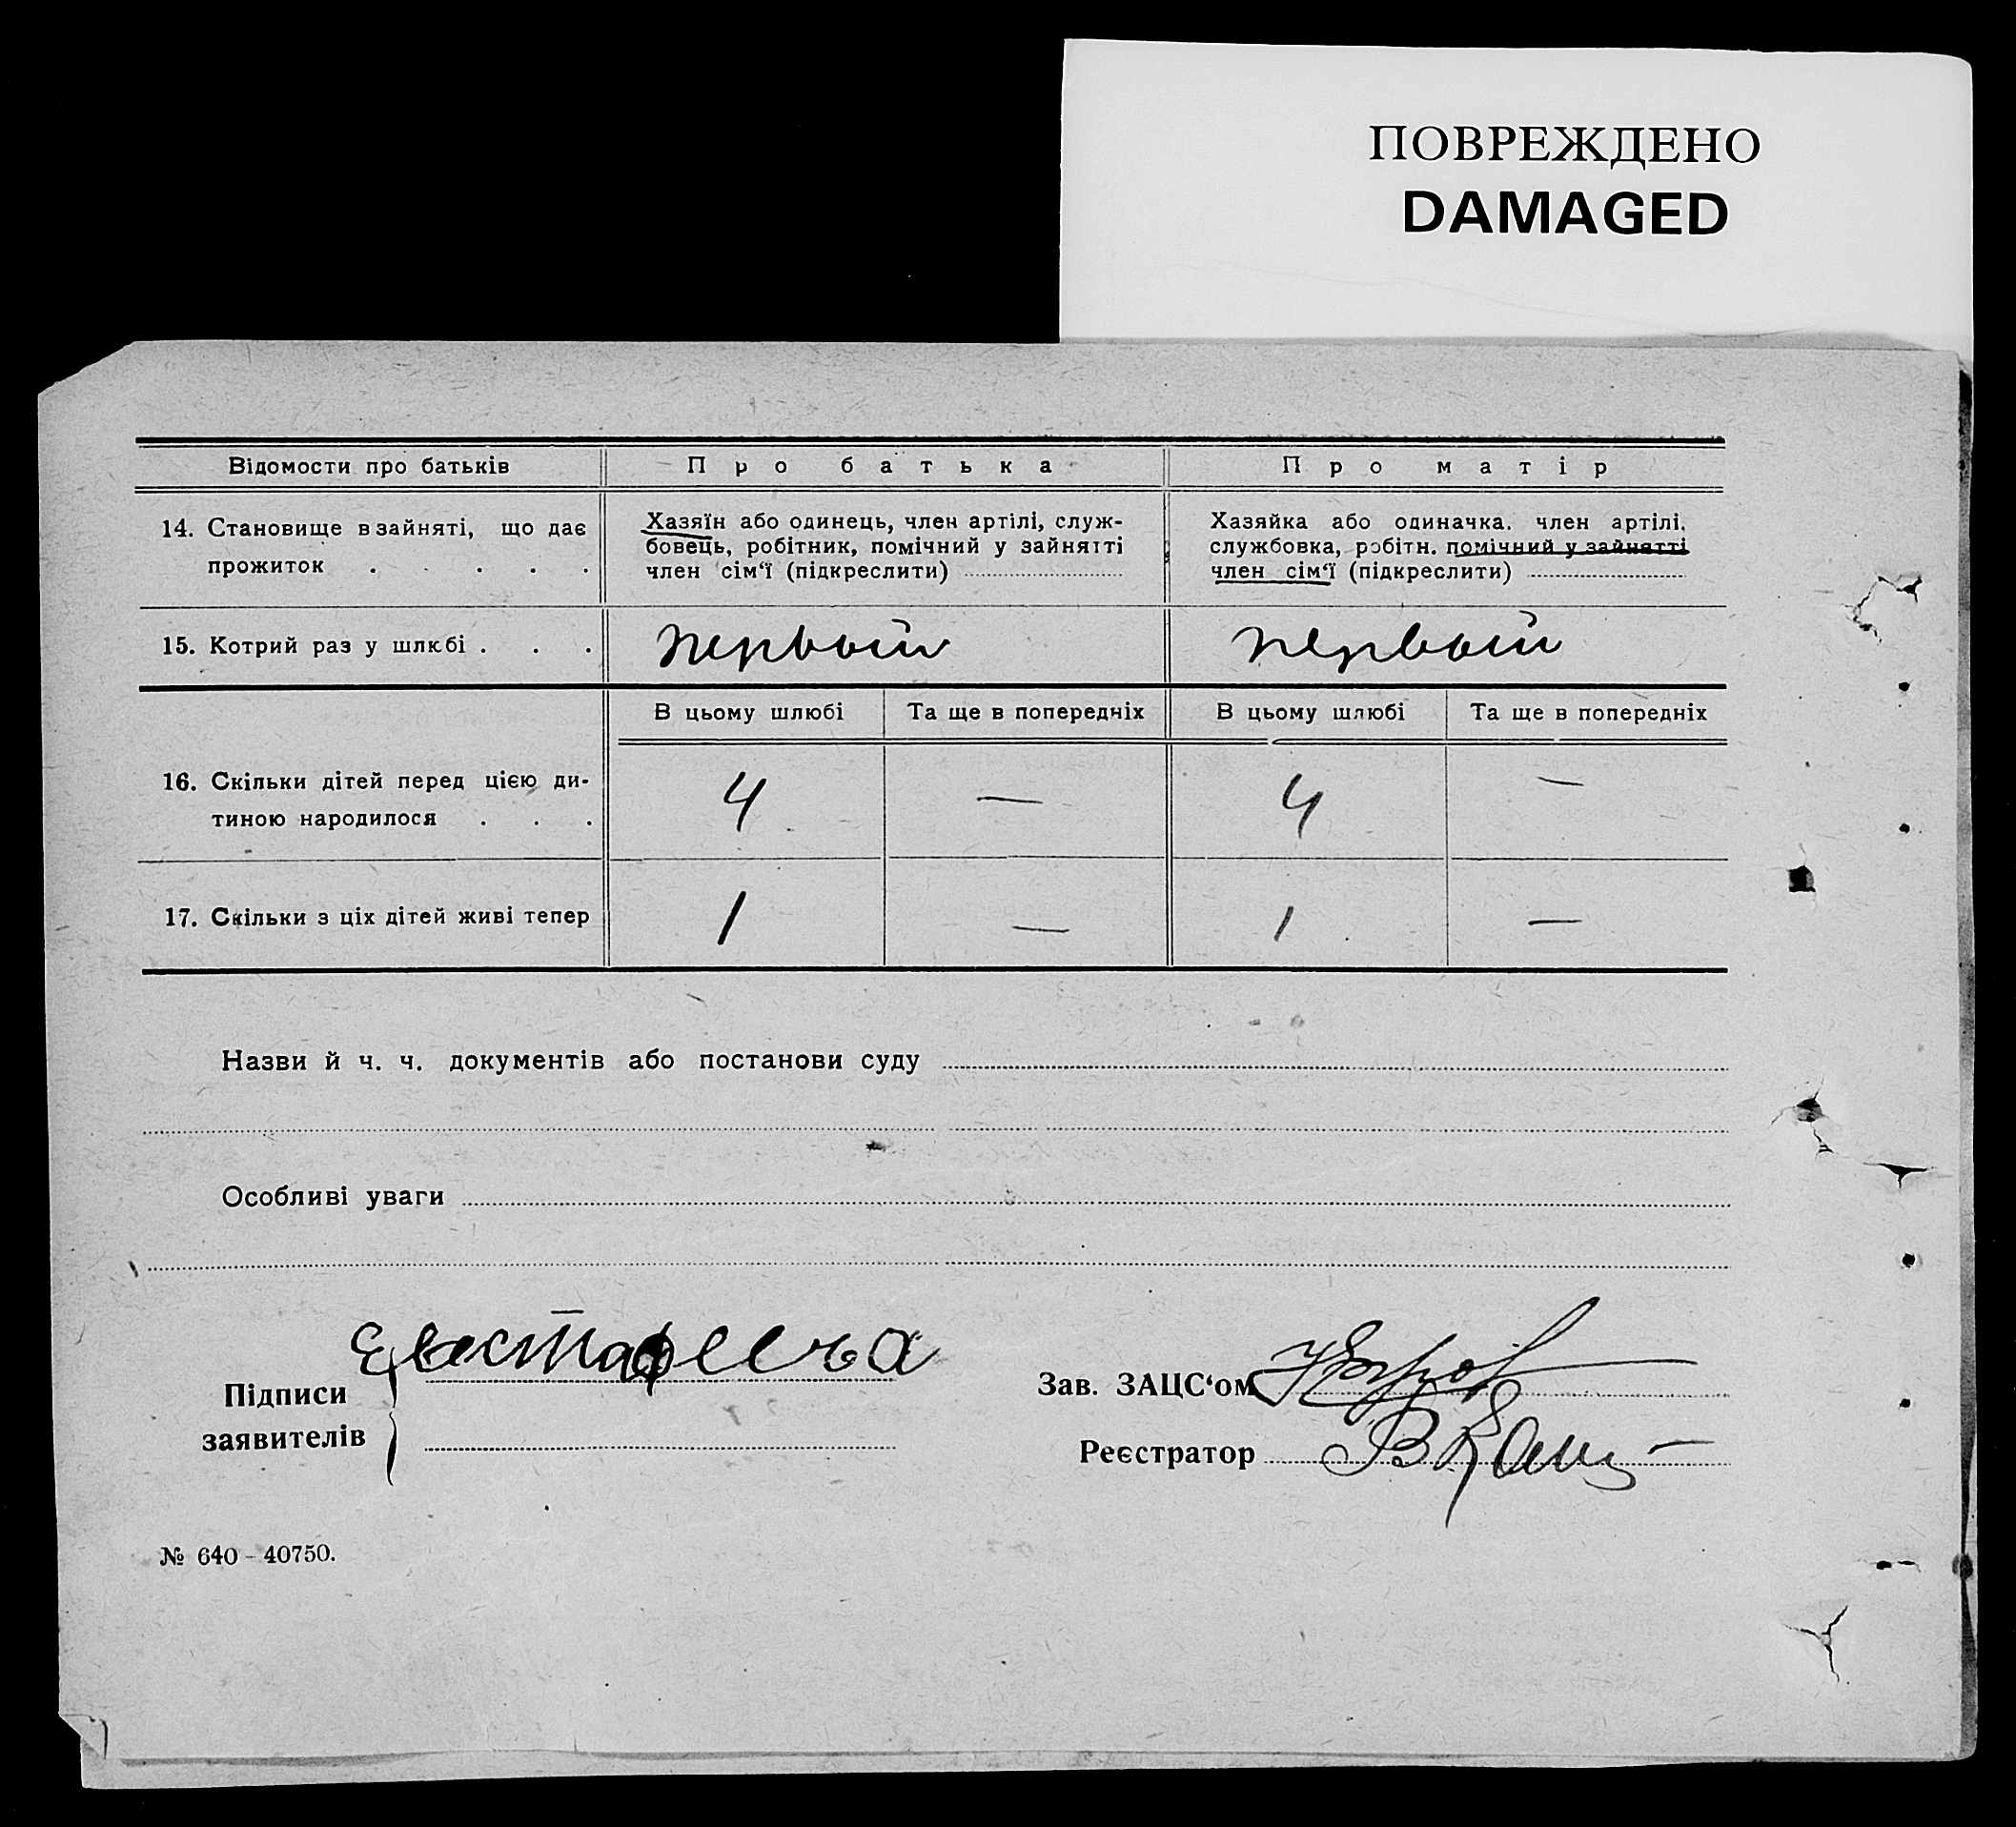 ПОВРЕЖДЕНО
DAMAGED
Відомости про батьків
Про батька
Про матір
14. Становище в зайняті, що дає
прожиток . . . . .
Хазяїн або одинець, член артілі, служ-
бовець, робітник, помічний у зайнятті
член сім‘ї (підкреслити)
Хазяйка або одиначка, член артілі,
службовка, робітн. помічний у зайнятті
член сім‘ї (підкреслити)
15. Котрий раз у шлюбі . . .
первый
первый
В цьому шлюбі
Та ще в попередніх
В цьому шлюбі
Та ще в попередніх
16. Скільки дітей перед цією ди-
тиною народилося . . .
4
—
4
—
17. Скільки з ціх дітей живі тепер
1
—
1
—
Назви й ч. ч. документів або постанови суду
Особливі уваги
Евстафеева
Підписи
заявителів
Зав. ЗАЦС‘ом
Реєстратор
№ 640 - 40750.